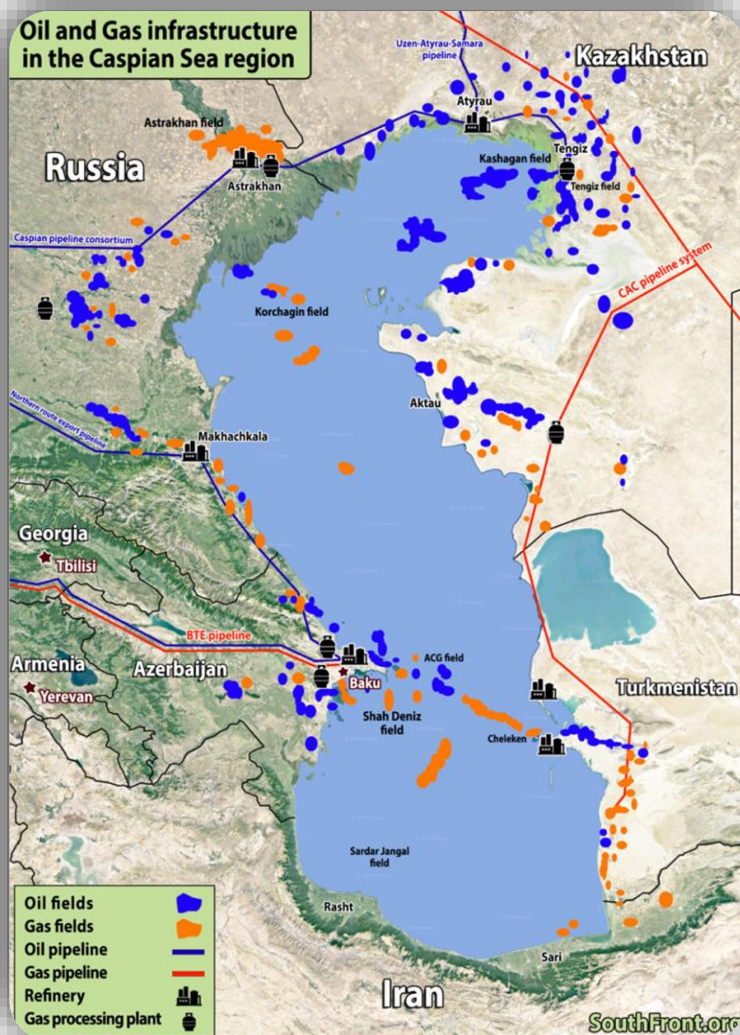 Oil and Gas infrastructure
in the Caspian Sea region
Uzen-Atyrau-Samara
pipeline
Kazakhstan
Atyrau
Astrakhan field
Tengiz
Kashagan field
Russia
Tengiz field
Astrakhan
Caspian pipeline consortium
CAC pipeline system
Korchagin field
Northern route export pipeline
Aktau
Makhachkala
Georgia
Tbilisi
BTE pipeline
Armenia
Azerbaijan
ACG field
Yerevan
Baku
Turkmenistan
Shah Deniz
field
Cheleken
Sardar Jangal
field
Rasht
Sari
Iran
Oil fields
Gas fields
Oil pipeline
Gas pipeline
Refinery
Gas processing plant
SouthFront.org